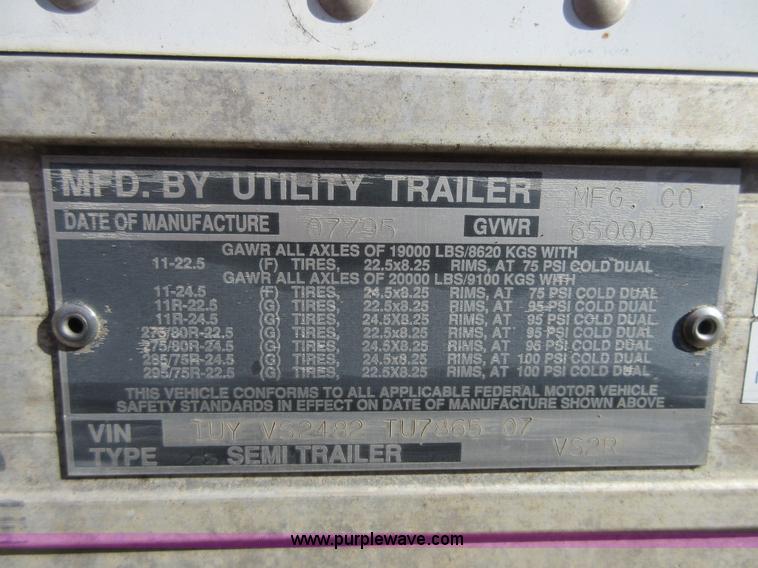 MFD. BY UTILITY TRAILER MFG. CO.
DATE OF MANUFACTURE 07/95 GVWR 65000
GAWR ALL AXLES OF 19000 LBS/8620 KGS WITH
11-22.5 (F) TIRES, 22.5x8.25 RIMS, AT 75 PSI COLD DUAL
GAWR ALL AXLES OF 20000 LBS/9100 KGS WITH
11-24.5 (F) TIRES, 24.5x8.25 RIMS, AT 75 PSI COLD DUAL
11R-22.5 (G) TIRES, 22.5x8.25 RIMS, AT 95 PSI COLD DUAL
11R-24.5 (G) TIRES, 24.5x8.25 RIMS, AT 95 PSI COLD DUAL
275/80R-22.5 (G) TIRES, 22.5x8.25 RIMS, AT 95 PSI COLD DUAL
275/80R-24.5 (G) TIRES, 24.5x8.25 RIMS, AT 95 PSI COLD DUAL
285/75R-24.5 (G) TIRES, 24.5x8.25 RIMS, AT 100 PSI COLD DUAL
295/75R-22.5 (G) TIRES, 22.5x8.25 RIMS, AT 100 PSI COLD DUAL
THIS VEHICLE CONFORMS TO ALL APPLICABLE FEDERAL MOTOR VEHICLE
SAFETY STANDARDS IN EFFECT ON DATE OF MANUFACTURE SHOWN ABOVE
VIN 1UY VS2482 TU7865 07
TYPE SEMI TRAILER VS2R
www.purplewave.com